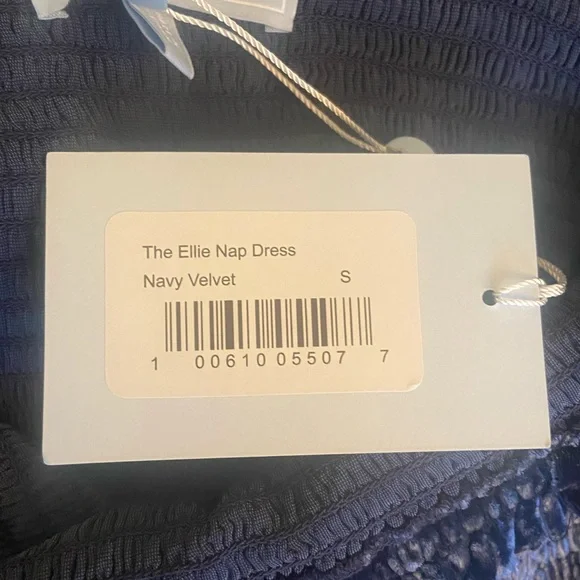 The Ellie Nap Dress
Navy Velvet S
1 00610 05507 7